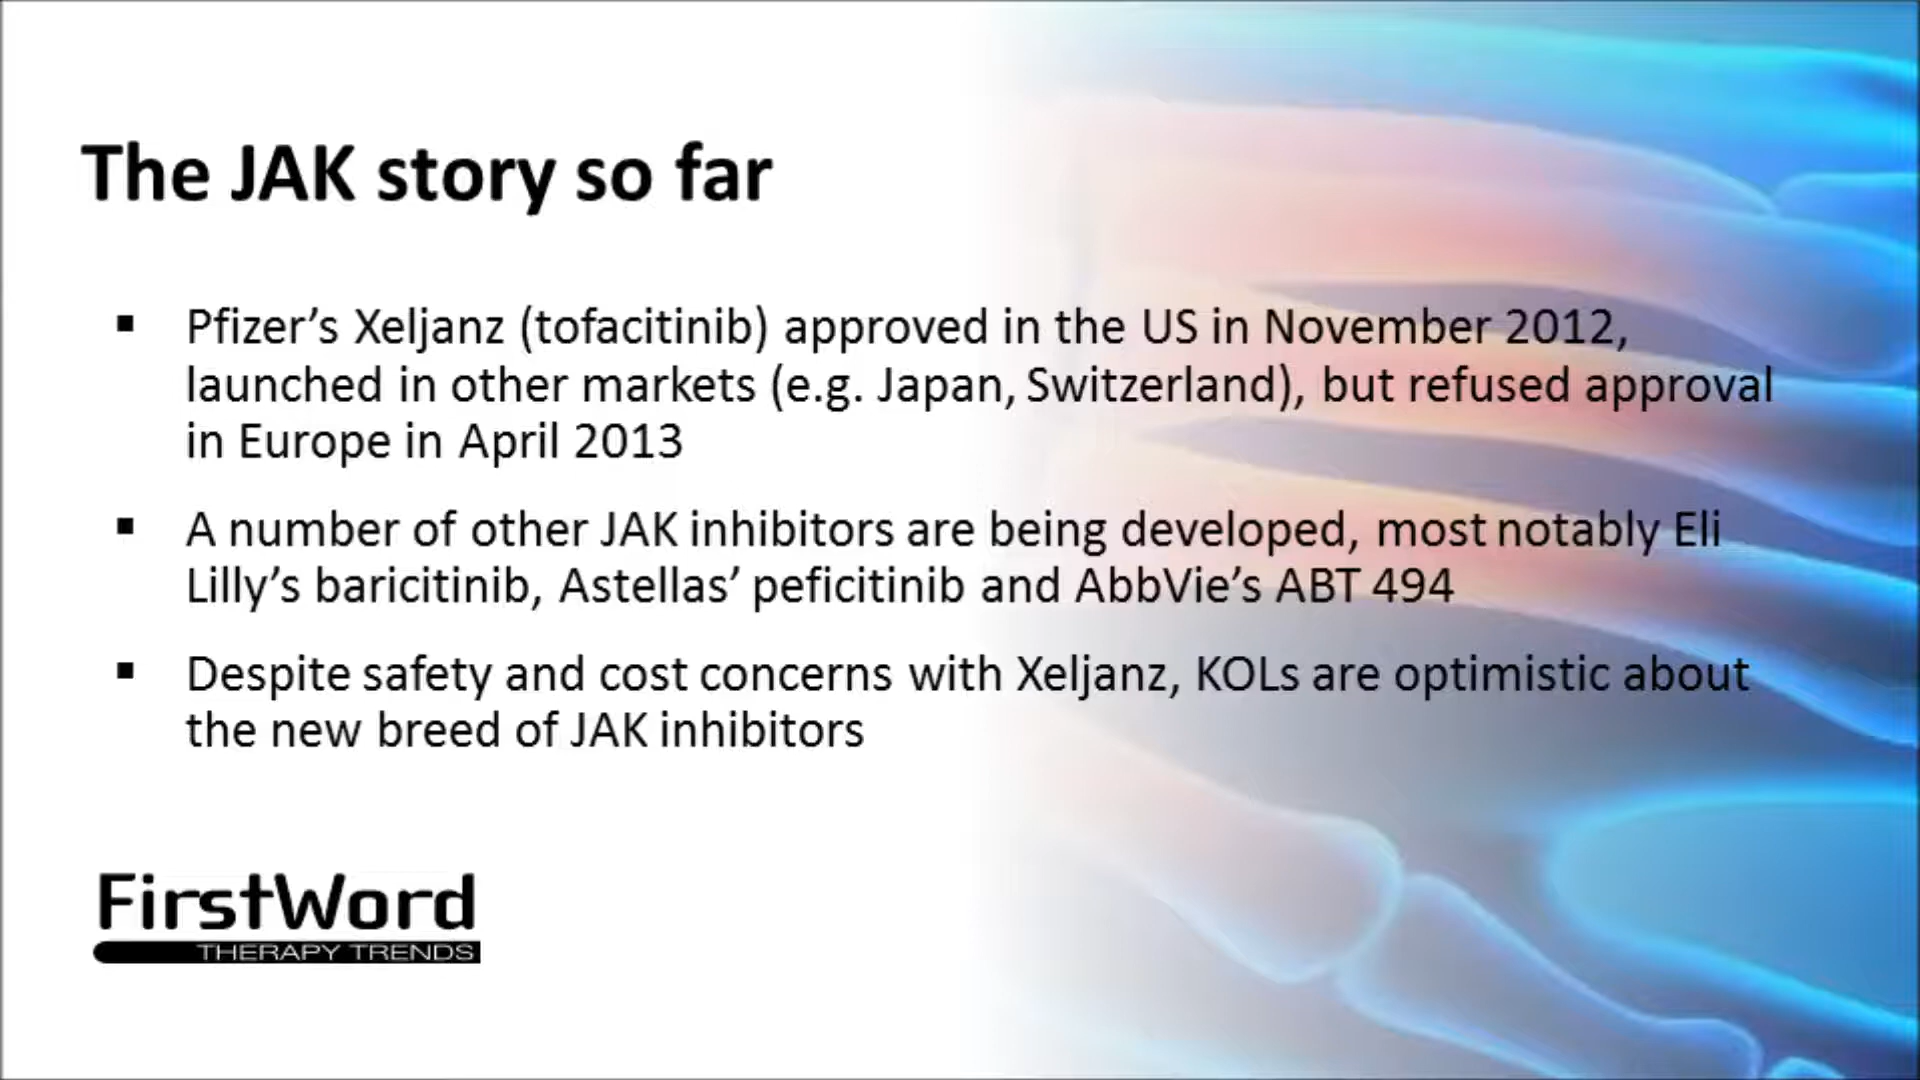 The JAK story so far
▪ Pfizer’s Xeljanz (tofacitinib) approved in the US in November 2012,
launched in other markets (e.g. Japan, Switzerland), but refused approval
in Europe in April 2013
▪ A number of other JAK inhibitors are being developed, most notably Eli
Lilly’s baricitinib, Astellas’ peficitinib and AbbVie’s ABT 494
▪ Despite safety and cost concerns with Xeljanz, KOLs are optimistic about
the new breed of JAK inhibitors
FirstWord
THERAPY TRENDS